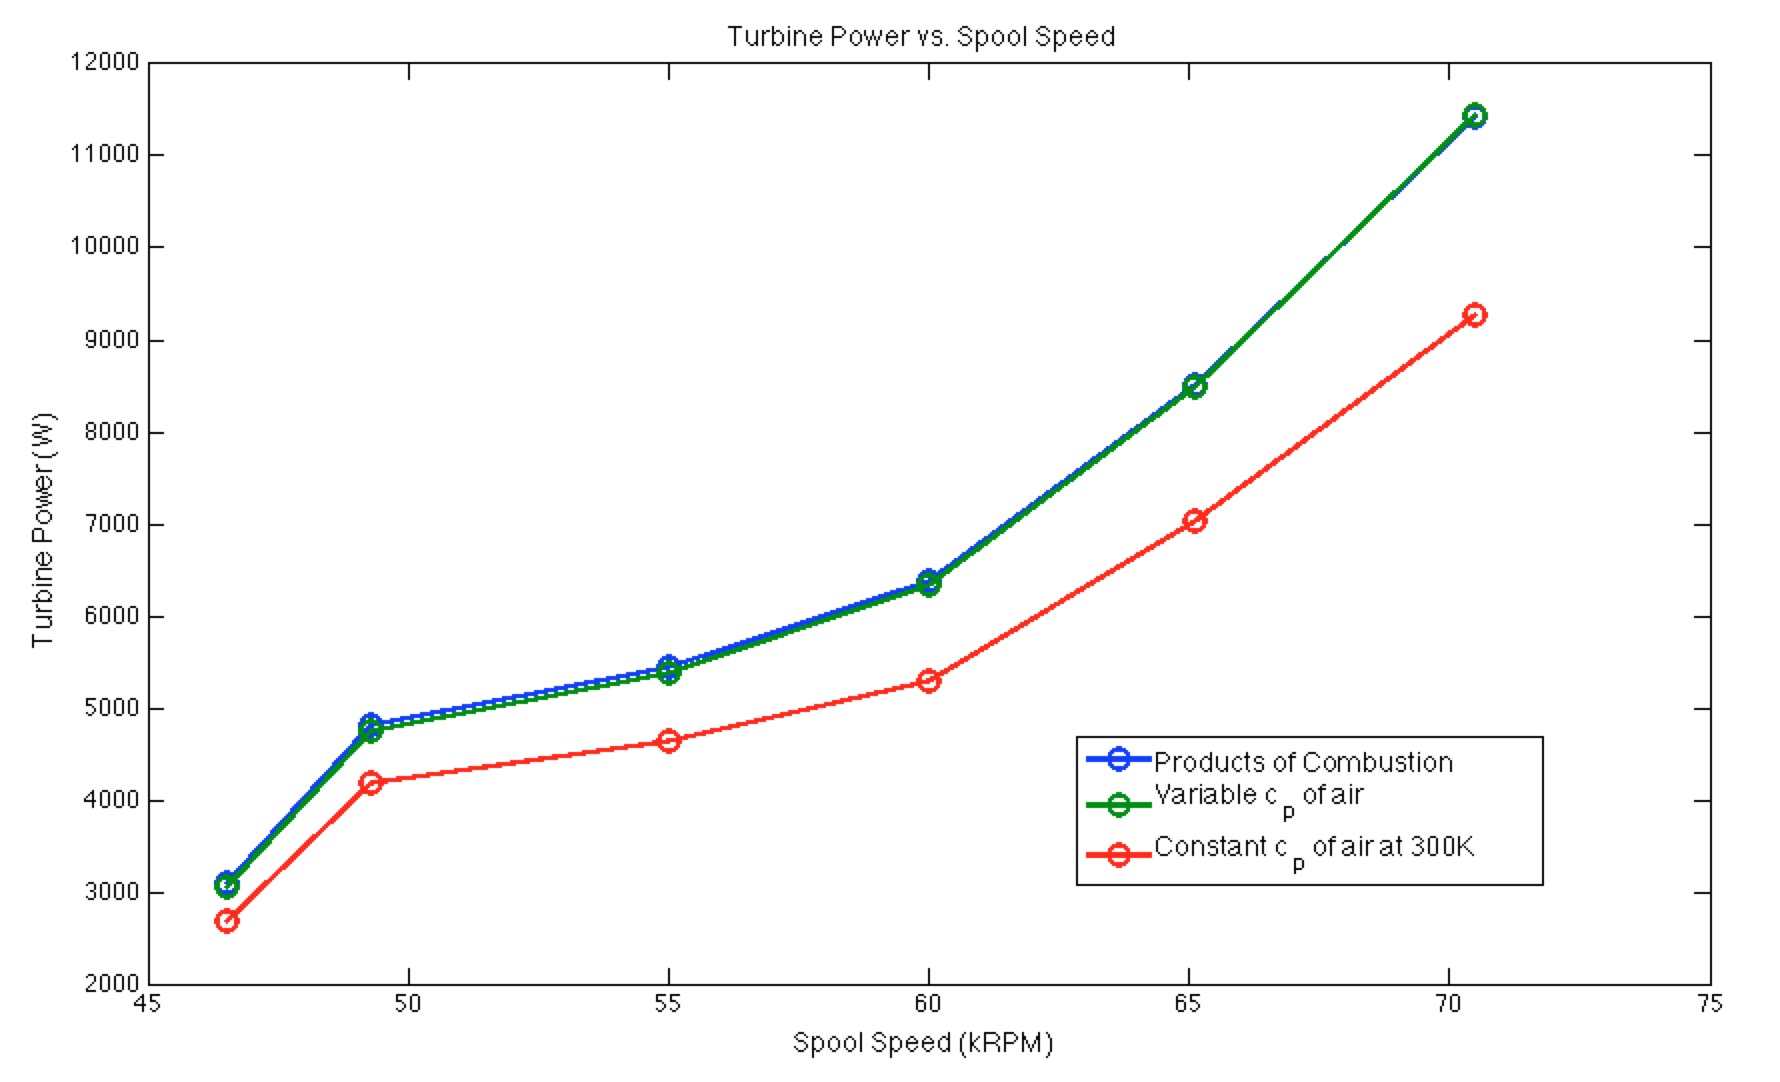 Turbine Power vs. Spool Speed
12000
11000
10000
9000
8000
7000
6000
5000
4000
3000
2000
Turbine Power (W)
45 50 55 60 65 70 75
Spool Speed (kRPM)
Products of Combustion
Variable c_p of air
Constant c_p of air at 300K